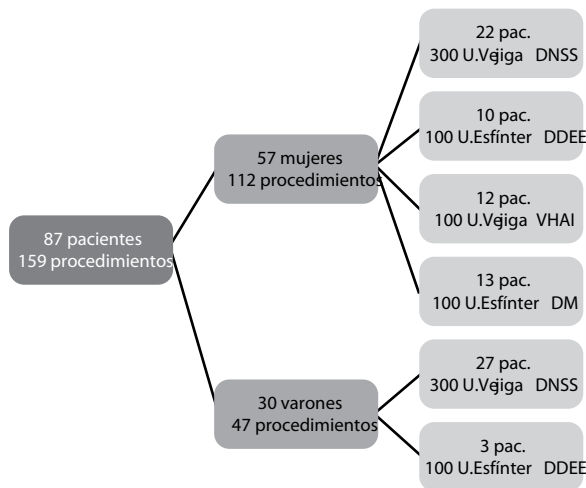 87 pacientes
159 procedimientos
57 mujeres
112 procedimientos
30 varones
47 procedimientos
22 pac.
300 U.Vejiga DNSS
10 pac.
100 U.Esfínter DDEE
12 pac.
100 U.Vejiga VHAI
13 pac.
100 U.Esfínter DM
27 pac.
300 U.Vejiga DNSS
3 pac.
100 U.Esfínter DDEE